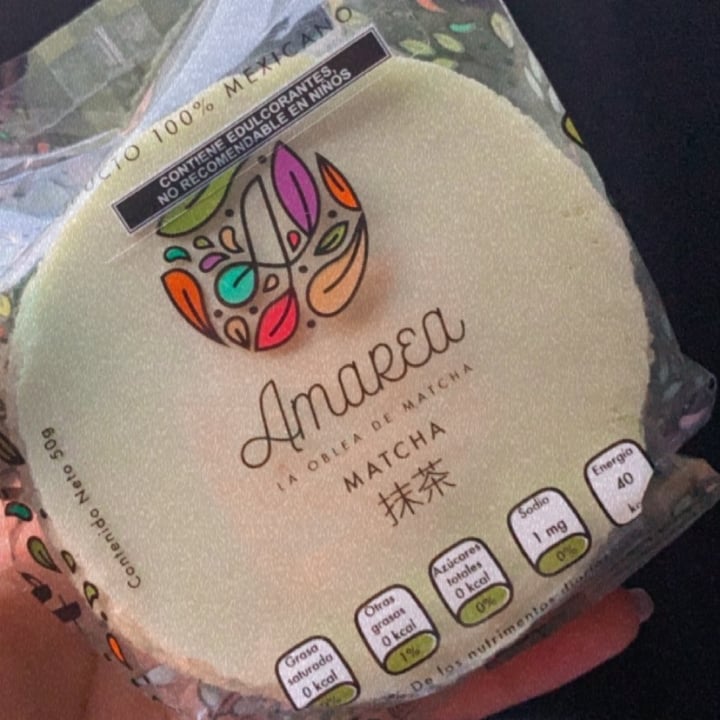 CTO 100% MEXICANO
CONTIENE EDULCORANTES,
NO RECOMENDABLE EN NIÑOS
Amarea
LA OBLEA DE MATCHA
MATCHA
抹茶
Contenido Neto 50g
Grasa
saturada
0 kcal
0%
Otras
grasas
0 kcal
1%
Azúcares
totales
0 kcal
0%
Sodio
1 mg
0%
Energía
40
De los nutrimentos diarios